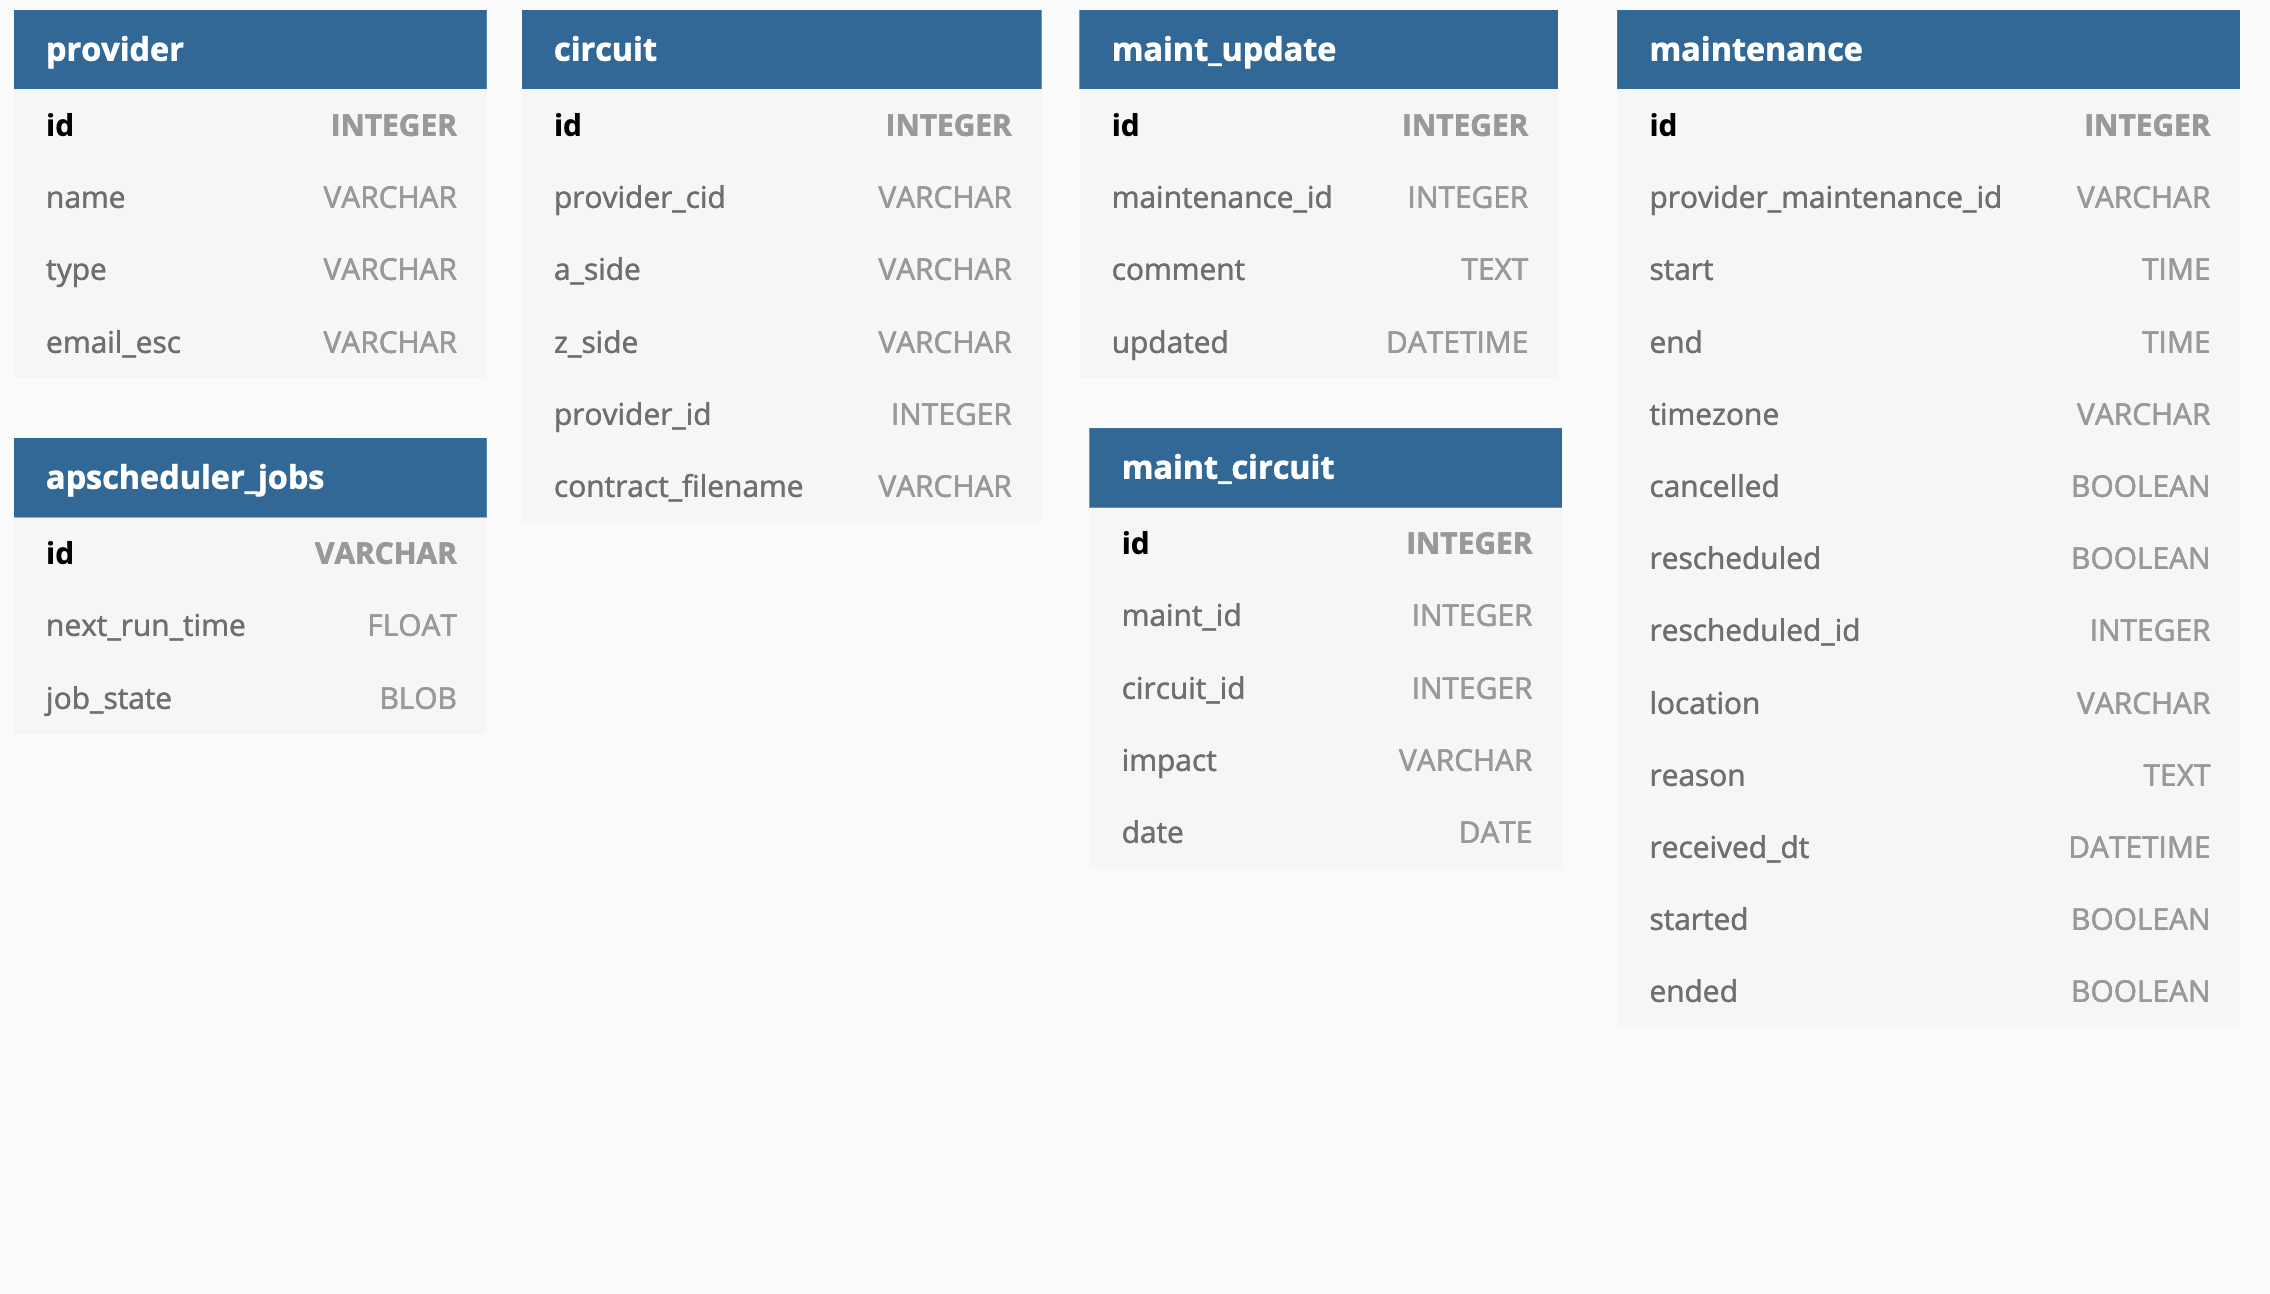 provider
id INTEGER
name VARCHAR
type VARCHAR
email_esc VARCHAR
apscheduler_jobs
id VARCHAR
next_run_time FLOAT
job_state BLOB
circuit
id INTEGER
provider_cid VARCHAR
a_side VARCHAR
z_side VARCHAR
provider_id INTEGER
contract_filename VARCHAR
maint_update
id INTEGER
maintenance_id INTEGER
comment TEXT
updated DATETIME
maint_circuit
id INTEGER
maint_id INTEGER
circuit_id INTEGER
impact VARCHAR
date DATE
maintenance
id INTEGER
provider_maintenance_id VARCHAR
start TIME
end TIME
timezone VARCHAR
cancelled BOOLEAN
rescheduled BOOLEAN
rescheduled_id INTEGER
location VARCHAR
reason TEXT
received_dt DATETIME
started BOOLEAN
ended BOOLEAN